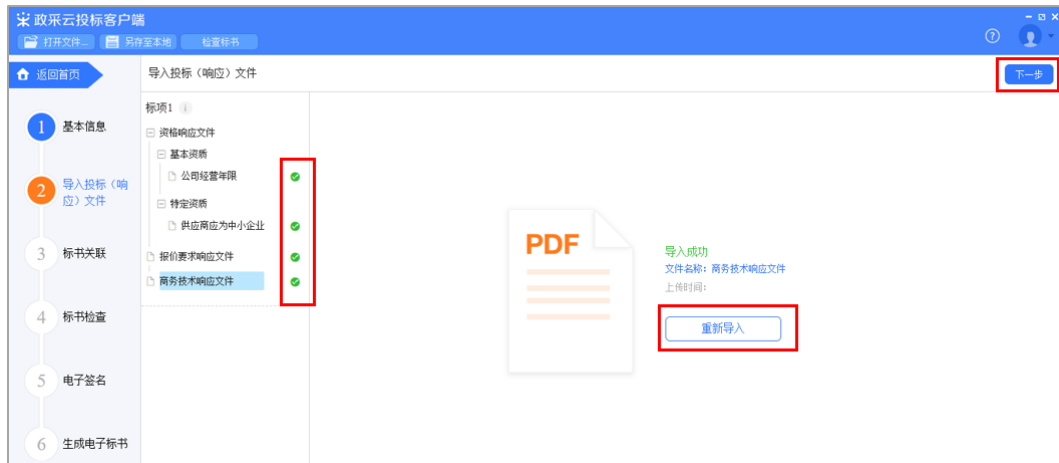 政采云投标客户端
打开文件... 另存至本地 检查标书
返回首页 导入投标（响应）文件 下一步
标项1
1 基本信息
2 导入投标（响
应）文件
3 标书关联
4 标书检查
5 电子签名
6 生成电子标书
资格响应文件
基本资质
公司经营年限
特定资质
供应商应为中小企业
报价要求响应文件
商务技术响应文件
PDF
导入成功
文件名称：商务技术响应文件
上传时间：
重新导入